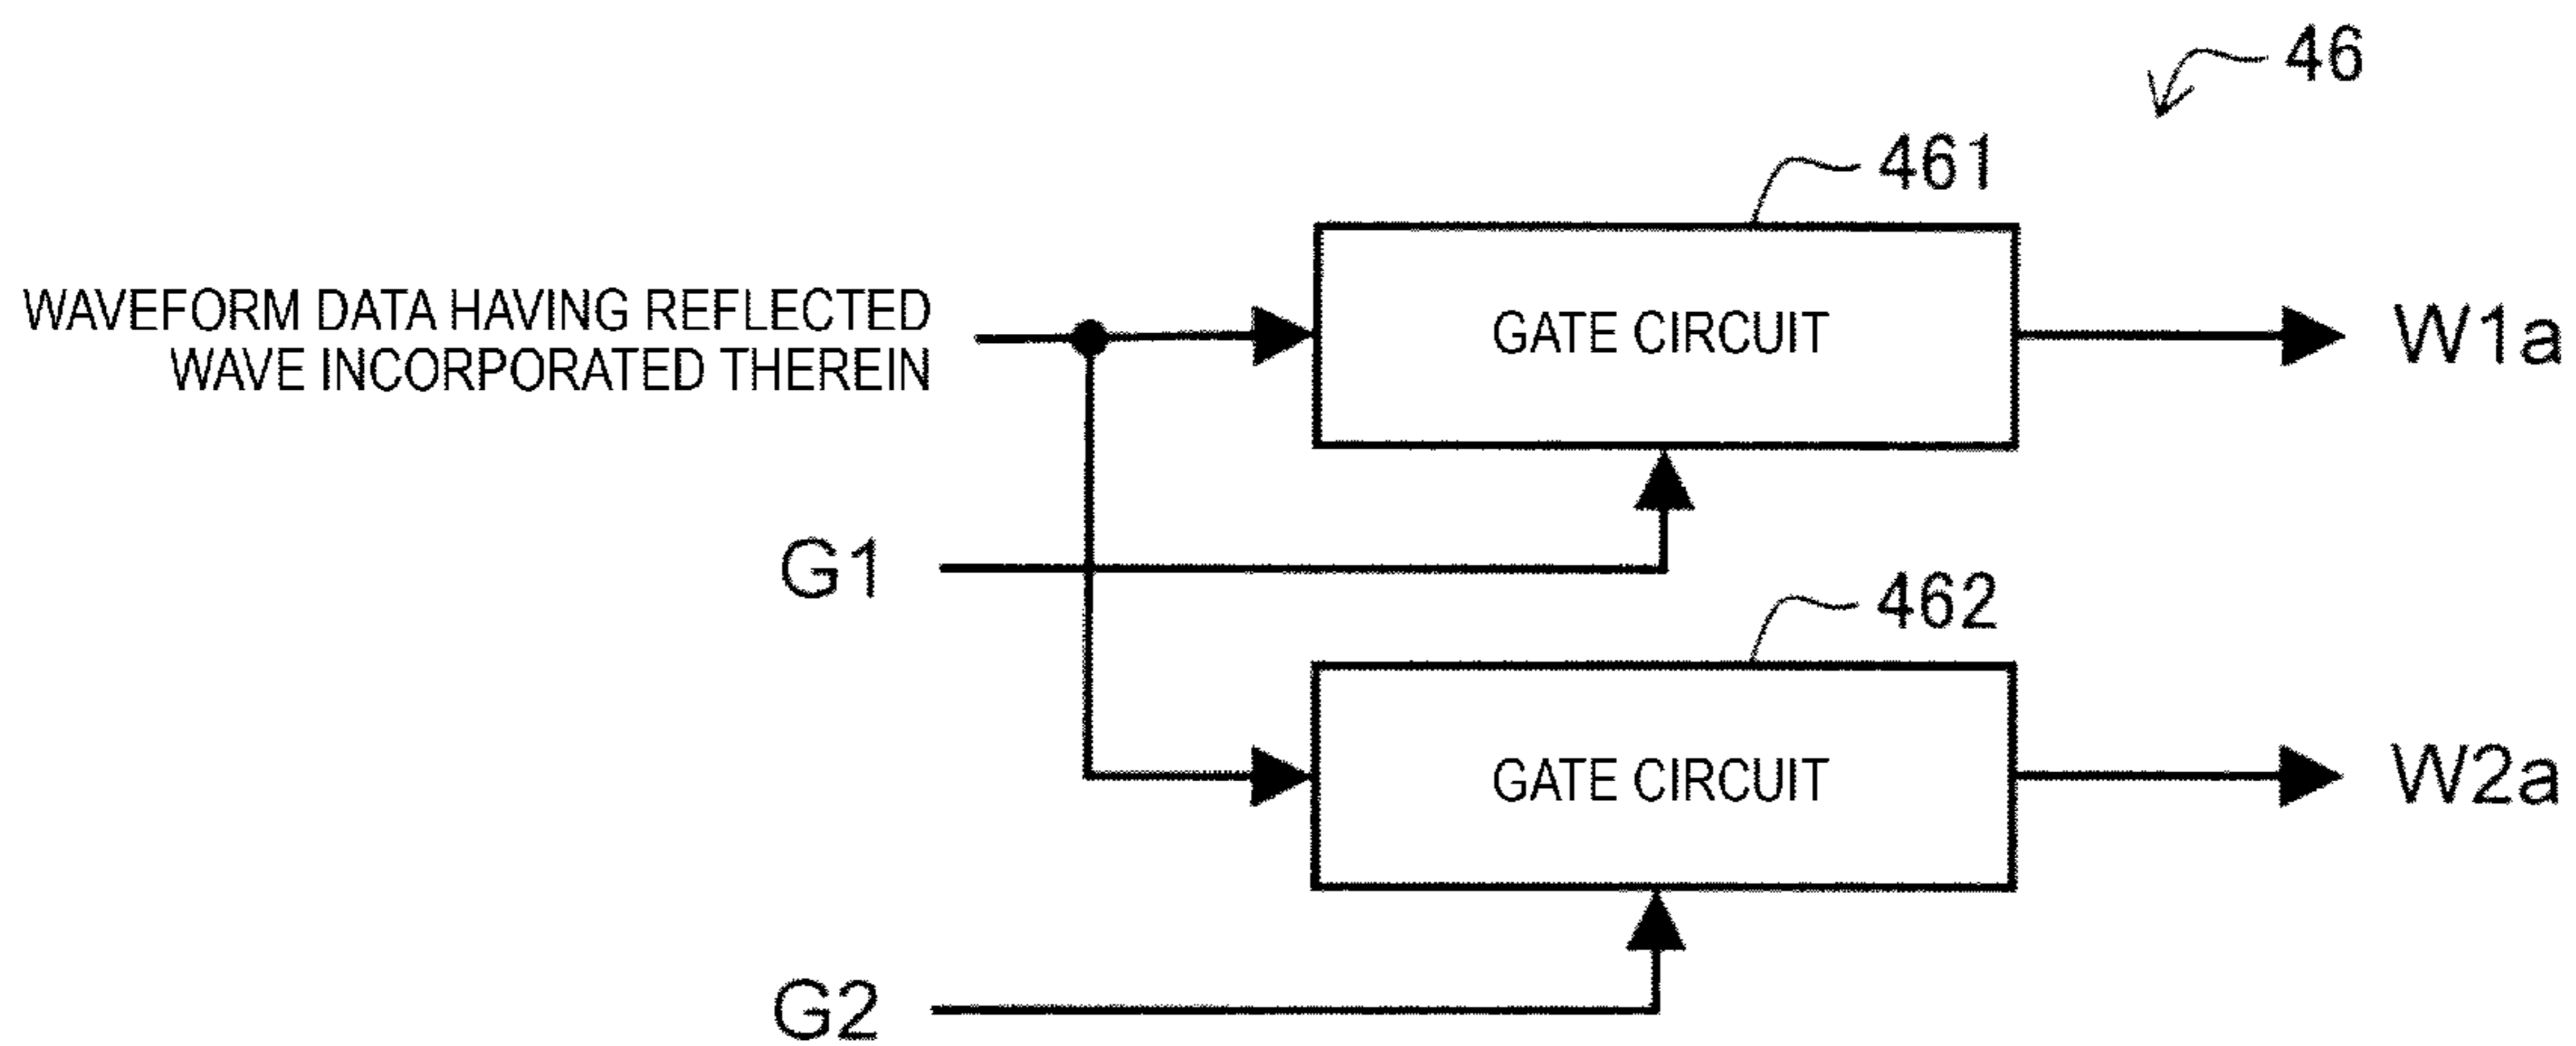 46
461
WAVEFORM DATA HAVING REFLECTED
WAVE INCORPORATED THEREIN
GATE CIRCUIT
W1a
G1
462
GATE CIRCUIT
W2a
G2